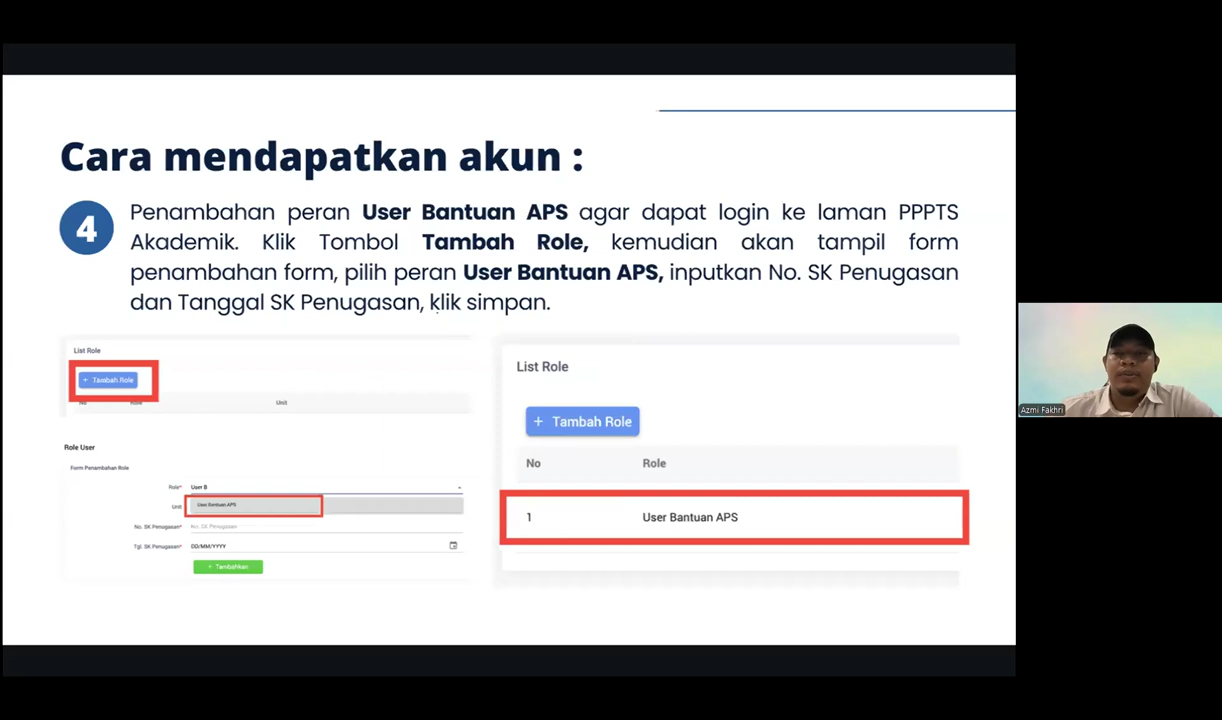 Cara mendapatkan akun :
4
Penambahan peran User Bantuan APS agar dapat login ke laman PPPTS
Akademik. Klik Tombol Tambah Role, kemudian akan tampil form
penambahan form, pilih peran User Bantuan APS, inputkan No. SK Penugasan
dan Tanggal SK Penugasan, klik simpan.
List Role
+ Tambah Role
No Role Unit
Role User
Form Penambahan Role
Role* User B
Unit User Bantuan APS
No. SK Penugasan* No. SK Penugasan
Tgl. SK Penugasan* DD/MM/YYYY
+ Tambahkan
List Role
+ Tambah Role
No Role
1 User Bantuan APS
Azmi Fakhri